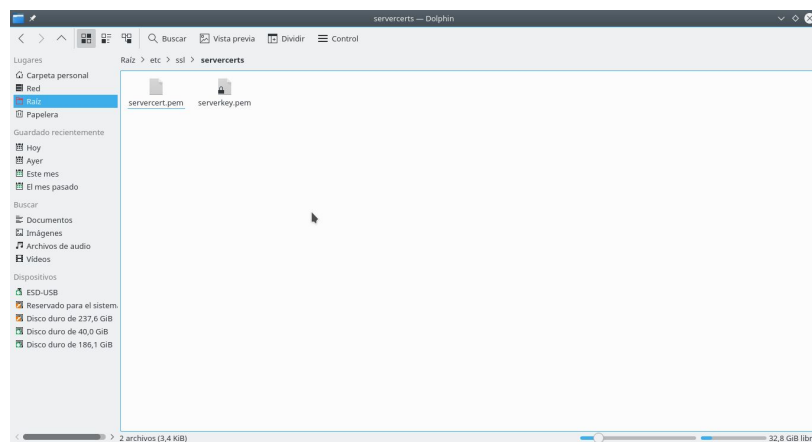 servercerts — Dolphin
Buscar Vista previa Dividir Control
Lugares
Raíz > etc > ssl > servercerts
Carpeta personal
Red
Raíz
Papelera
servercert.pem serverkey.pem
Guardado recientemente
Hoy
Ayer
Este mes
El mes pasado
Buscar
Documentos
Imágenes
Archivos de audio
Vídeos
Dispositivos
ESD-USB
Reservado para el sistem
Disco duro de 237,6 GiB
Disco duro de 40,0 GiB
Disco duro de 186,1 GiB
2 archivos (3,4 KiB) 32,8 GiB